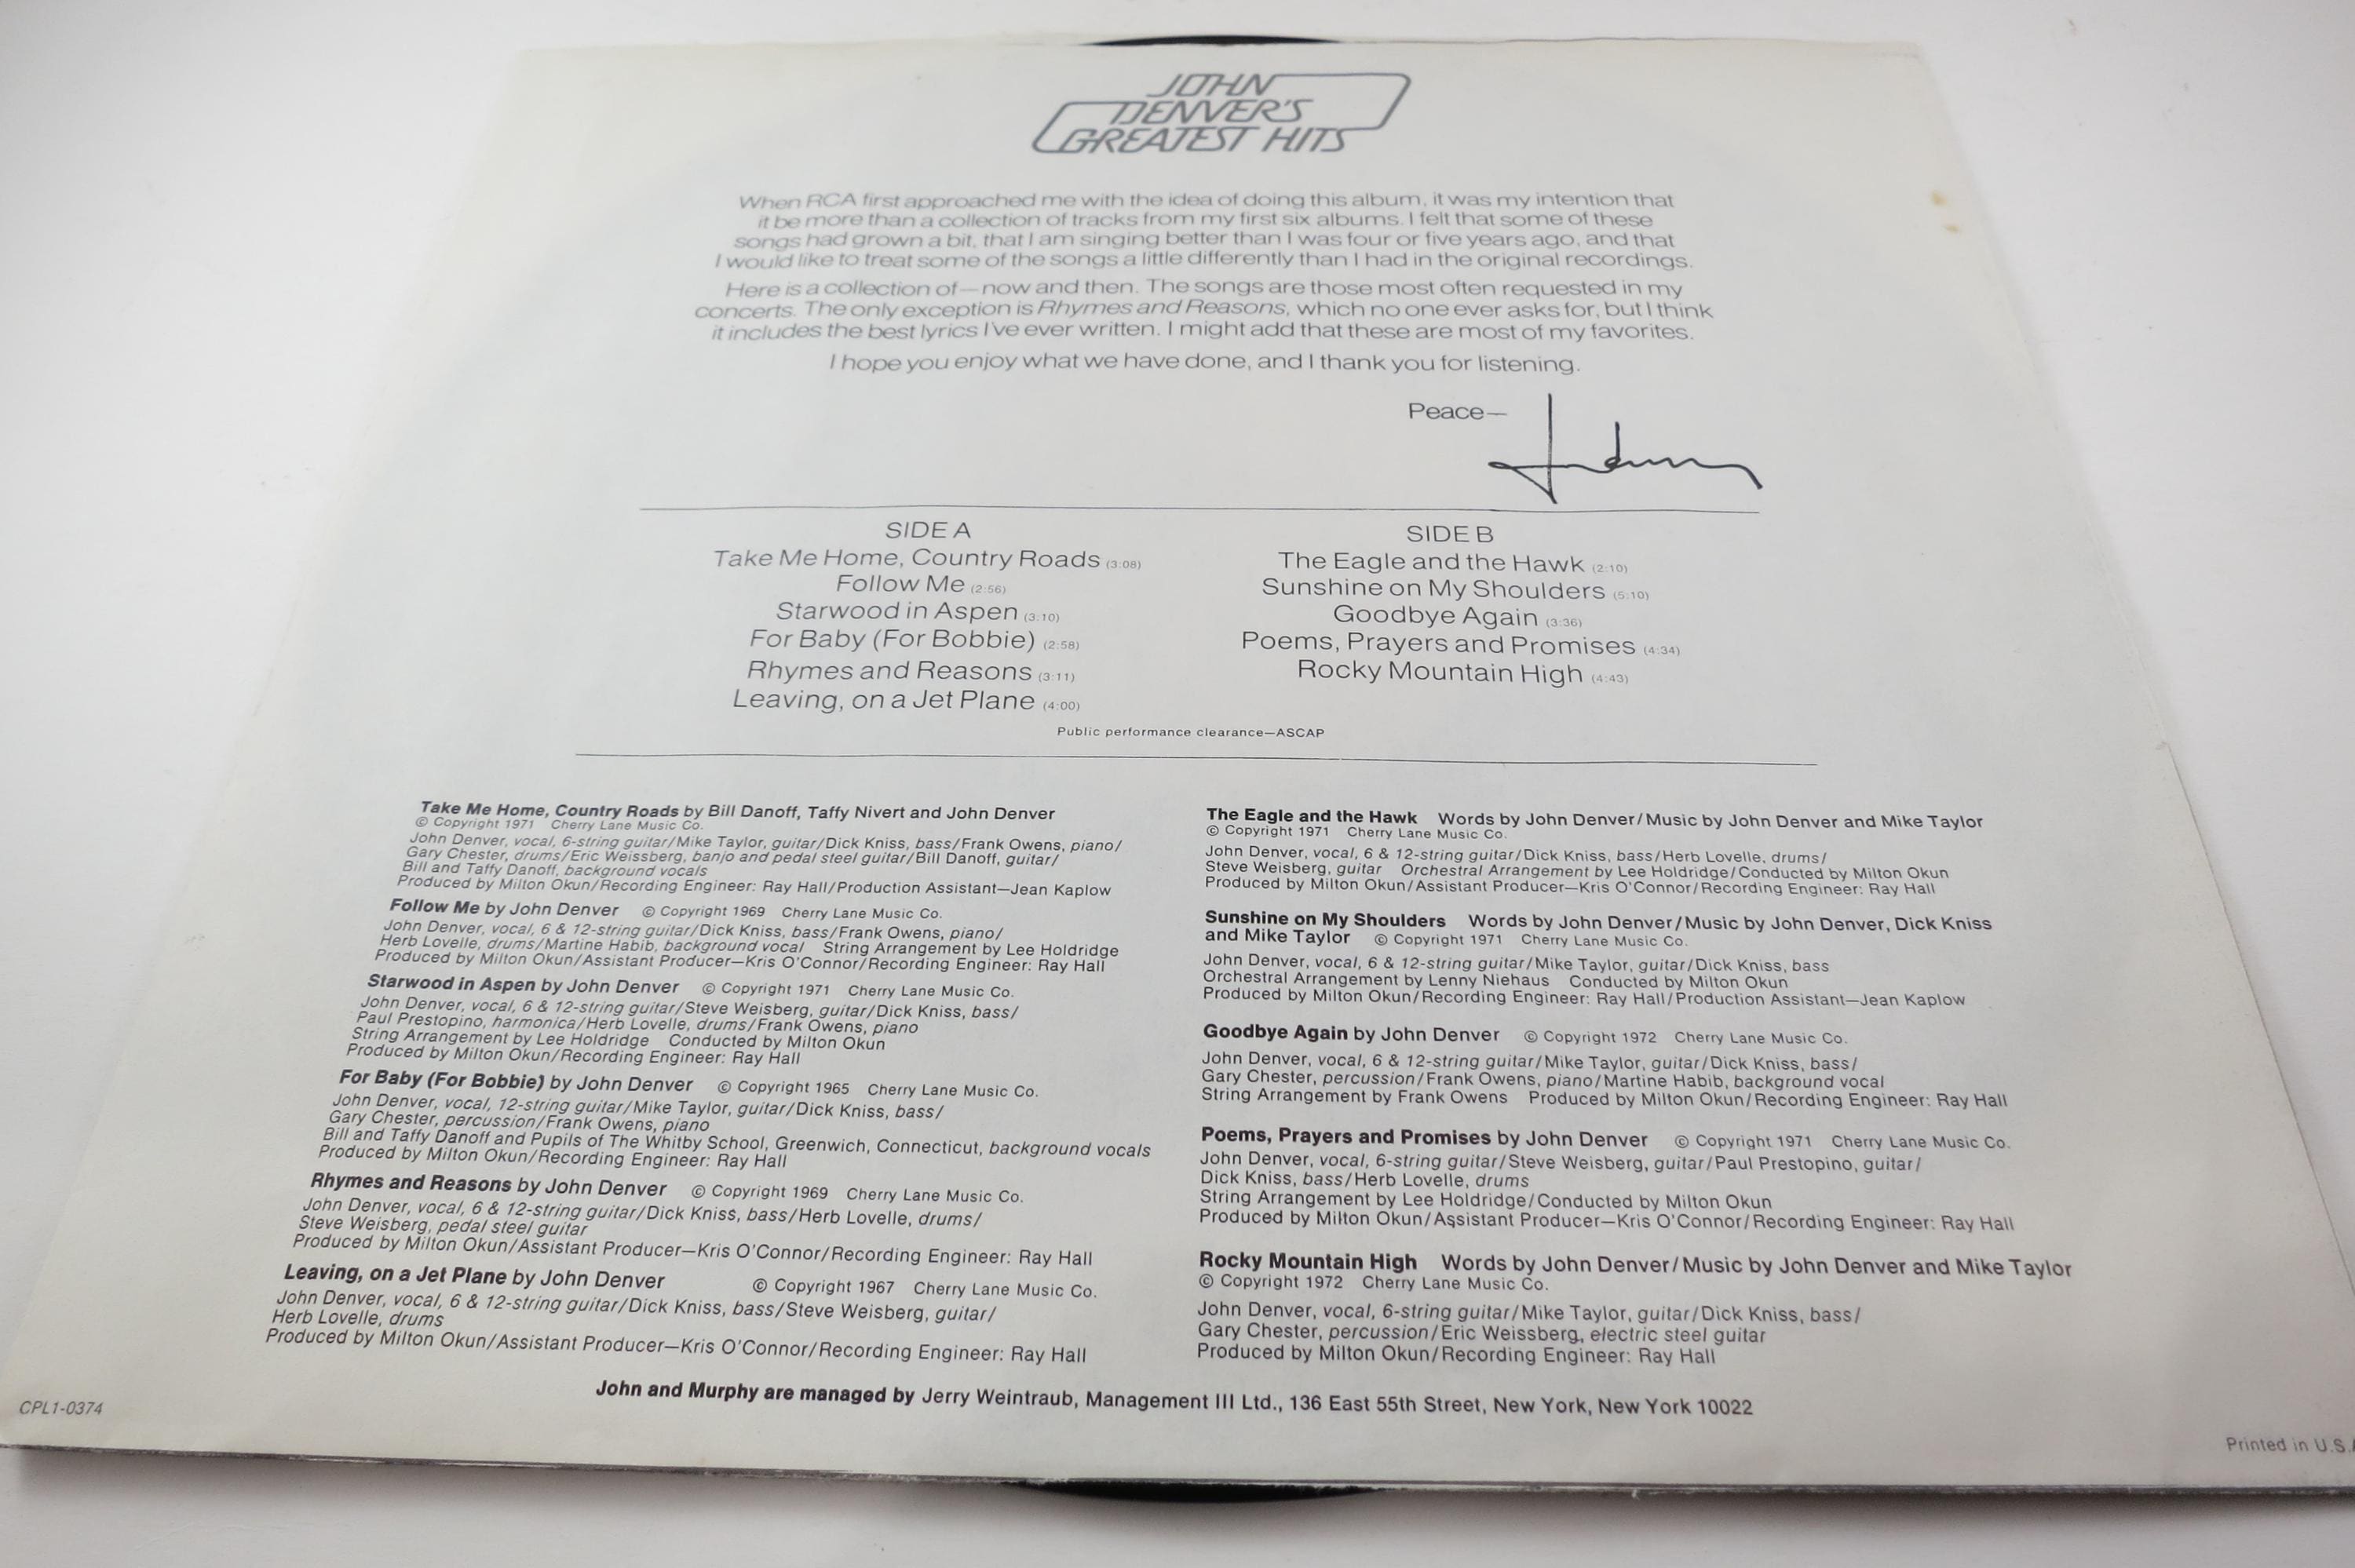 JOHN
DENVER'S
GREATEST HITS
When RCA first approached me with the idea of doing this album, it was my intention that
it be more than a collection of tracks from my first six albums. I felt that some of these
songs had grown a bit, that I am singing better than I was four or five years ago, and that
I would like to treat some of the songs a little differently than I had in the original recordings.
Here is a collection of—now and then. The songs are those most often requested in my
concerts. The only exception is Rhymes and Reasons, which no one ever asks for, but I think
it includes the best lyrics I've ever written. I might add that these are most of my favorites.
I hope you enjoy what we have done, and I thank you for listening.
Peace—
SIDE A
Take Me Home, Country Roads (3:08)
Follow Me (2:56)
Starwood in Aspen (3:10)
For Baby (For Bobbie) (2:58)
Rhymes and Reasons (3:11)
Leaving, on a Jet Plane (4:00)
SIDE B
The Eagle and the Hawk (2:10)
Sunshine on My Shoulders (5:10)
Goodbye Again (3:36)
Poems, Prayers and Promises (4:34)
Rocky Mountain High (4:43)
Public performance clearance—ASCAP
Take Me Home, Country Roads by Bill Danoff, Taffy Nivert and John Denver
© Copyright 1971 Cherry Lane Music Co.
John Denver, vocal, 6-string guitar/Mike Taylor, guitar/Dick Kniss, bass/Frank Owens, piano/
Gary Chester, drums/Eric Weissberg, banjo and pedal steel guitar/Bill Danoff, guitar/
Bill and Taffy Danoff, background vocals
Produced by Milton Okun/Recording Engineer: Ray Hall/Production Assistant—Jean Kaplow
Follow Me by John Denver © Copyright 1969 Cherry Lane Music Co.
John Denver, vocal, 6 & 12-string guitar/Dick Kniss, bass/Frank Owens, piano/
Herb Lovelle, drums/Martine Habib, background vocal String Arrangement by Lee Holdridge
Produced by Milton Okun/Assistant Producer—Kris O'Connor/Recording Engineer: Ray Hall
Starwood in Aspen by John Denver © Copyright 1971 Cherry Lane Music Co.
John Denver, vocal, 6 & 12-string guitar/Steve Weisberg, guitar/Dick Kniss, bass/
Paul Prestopino, harmonica/Herb Lovelle, drums/Frank Owens, piano
String Arrangement by Lee Holdridge Conducted by Milton Okun
Produced by Milton Okun/Recording Engineer: Ray Hall
For Baby (For Bobbie) by John Denver © Copyright 1965 Cherry Lane Music Co.
John Denver, vocal, 12-string guitar/Mike Taylor, guitar/Dick Kniss, bass/
Gary Chester, percussion/Frank Owens, piano
Bill and Taffy Danoff and Pupils of The Whitby School, Greenwich, Connecticut, background vocals
Produced by Milton Okun/Recording Engineer: Ray Hall
Rhymes and Reasons by John Denver © Copyright 1969 Cherry Lane Music Co.
John Denver, vocal, 6 & 12-string guitar/Dick Kniss, bass/Herb Lovelle, drums/
Steve Weisberg, pedal steel guitar
Produced by Milton Okun/Assistant Producer—Kris O'Connor/Recording Engineer: Ray Hall
Leaving, on a Jet Plane by John Denver © Copyright 1967 Cherry Lane Music Co.
John Denver, vocal, 6 & 12-string guitar/Dick Kniss, bass/Steve Weisberg, guitar/
Herb Lovelle, drums
Produced by Milton Okun/Assistant Producer—Kris O'Connor/Recording Engineer: Ray Hall
The Eagle and the Hawk Words by John Denver/Music by John Denver and Mike Taylor
© Copyright 1971 Cherry Lane Music Co.
John Denver, vocal, 6 & 12-string guitar/Dick Kniss, bass/Herb Lovelle, drums/
Steve Weisberg, guitar Orchestral Arrangement by Lee Holdridge/Conducted by Milton Okun
Produced by Milton Okun/Assistant Producer—Kris O'Connor/Recording Engineer: Ray Hall
Sunshine on My Shoulders Words by John Denver/Music by John Denver, Dick Kniss
and Mike Taylor © Copyright 1971 Cherry Lane Music Co.
John Denver, vocal, 6 & 12-string guitar/Mike Taylor, guitar/Dick Kniss, bass
Orchestral Arrangement by Lenny Niehaus Conducted by Milton Okun
Produced by Milton Okun/Recording Engineer: Ray Hall/Production Assistant—Jean Kaplow
Goodbye Again by John Denver © Copyright 1972 Cherry Lane Music Co.
John Denver, vocal, 6 & 12-string guitar/Mike Taylor, guitar/Dick Kniss, bass/
Gary Chester, percussion/Frank Owens, piano/Martine Habib, background vocal
String Arrangement by Frank Owens Produced by Milton Okun/Recording Engineer: Ray Hall
Poems, Prayers and Promises by John Denver © Copyright 1971 Cherry Lane Music Co.
John Denver, vocal, 6-string guitar/Steve Weisberg, guitar/Paul Prestopino, guitar/
Dick Kniss, bass/Herb Lovelle, drums
String Arrangement by Lee Holdridge/Conducted by Milton Okun
Produced by Milton Okun/Assistant Producer—Kris O'Connor/Recording Engineer: Ray Hall
Rocky Mountain High Words by John Denver/Music by John Denver and Mike Taylor
© Copyright 1972 Cherry Lane Music Co.
John Denver, vocal, 6-string guitar/Mike Taylor, guitar/Dick Kniss, bass/
Gary Chester, percussion/Eric Weissberg, electric steel guitar
Produced by Milton Okun/Recording Engineer: Ray Hall
John and Murphy are managed by Jerry Weintraub, Management III Ltd., 136 East 55th Street, New York, New York 10022
CPL1-0374
Printed in U.S.